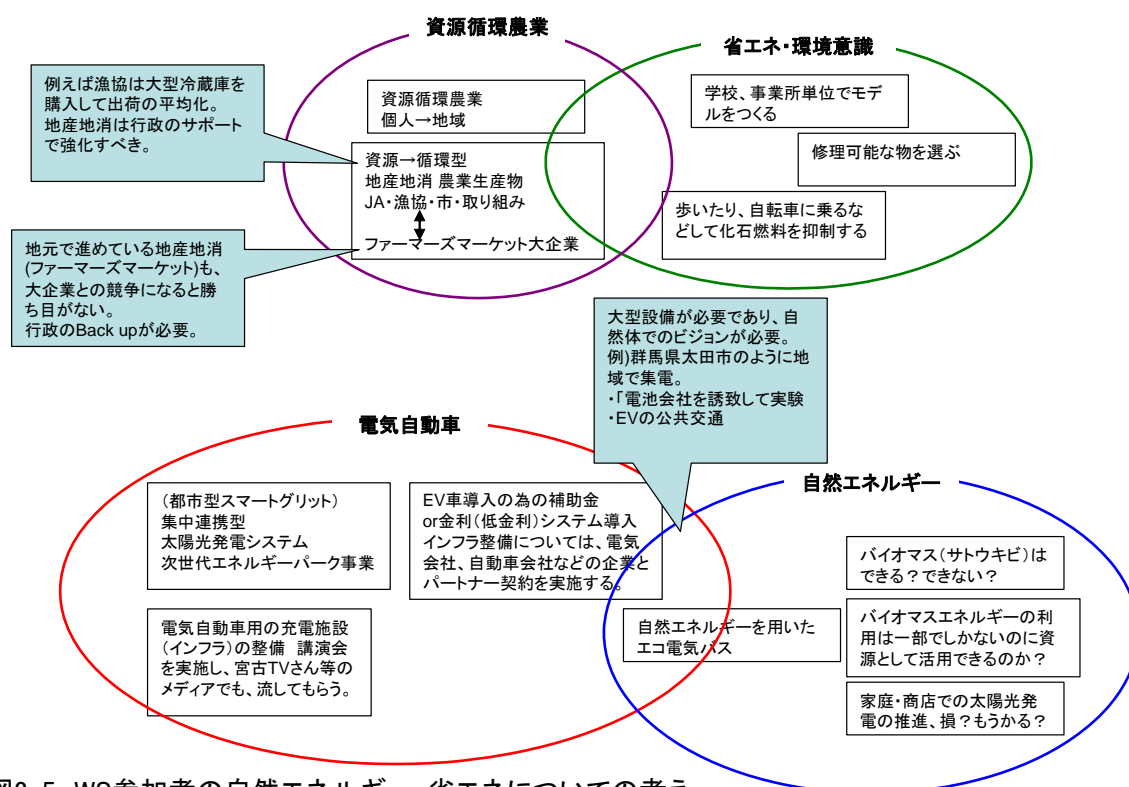 資源循環農業
省エネ・環境意識
例えば漁協は大型冷蔵庫を
購入して出荷の平均化。
地産地消は行政のサポート
で強化すべき。
資源循環農業
個人→地域
学校、事業所単位でモデ
ルをつくる
修理可能な物を選ぶ
資源→循環型
地産地消 農業生産物
JA・漁協・市・取り組み
ファーマーズマーケット大企業
歩いたり、自転車に乗るな
どして化石燃料を抑制する
地元で進めている地産地消
(ファーマーズマーケット)も、
大企業との競争になると勝
ち目がない。
行政のBack upが必要。
大型設備が必要であり、自
然体でのビジョンが必要。
例)群馬県太田市のように地
域で集電。
・「電池会社を誘致して実験
・EVの公共交通
電気自動車
自然エネルギー
(都市型スマートグリット)
集中連携型
太陽光発電システム
次世代エネルギーパーク事業
EV車導入の為の補助金
or金利(低金利)システム導入
インフラ整備については、電気
会社、自動車会社などの企業と
パートナー契約を実施する。
電気自動車用の充電施設
(インフラ)の整備 講演会
を実施し、宮古TVさん等の
メディアでも、流してもらう。
自然エネルギーを用いた
エコ電気バス
バイオマス(サトウキビ)は
できる?できない?
バイオマスエネルギーの利
用は一部でしかないのに資
源として活用できるのか?
家庭・商店での太陽光発
電の推進、損?もうかる?
WS参加者の自然エネルギー、省エネについての考え